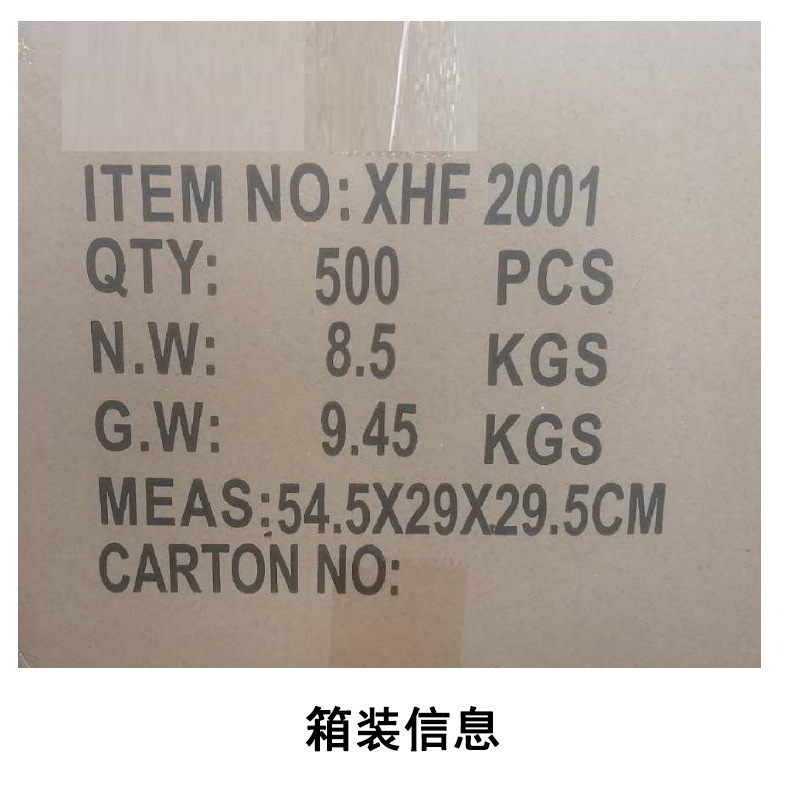 ITEM NO: XHF 2001
QTY: 500 PCS
N.W: 8.5 KGS
G.W: 9.45 KGS
MEAS:54.5X29X29.5CM
CARTON NO:
箱装信息